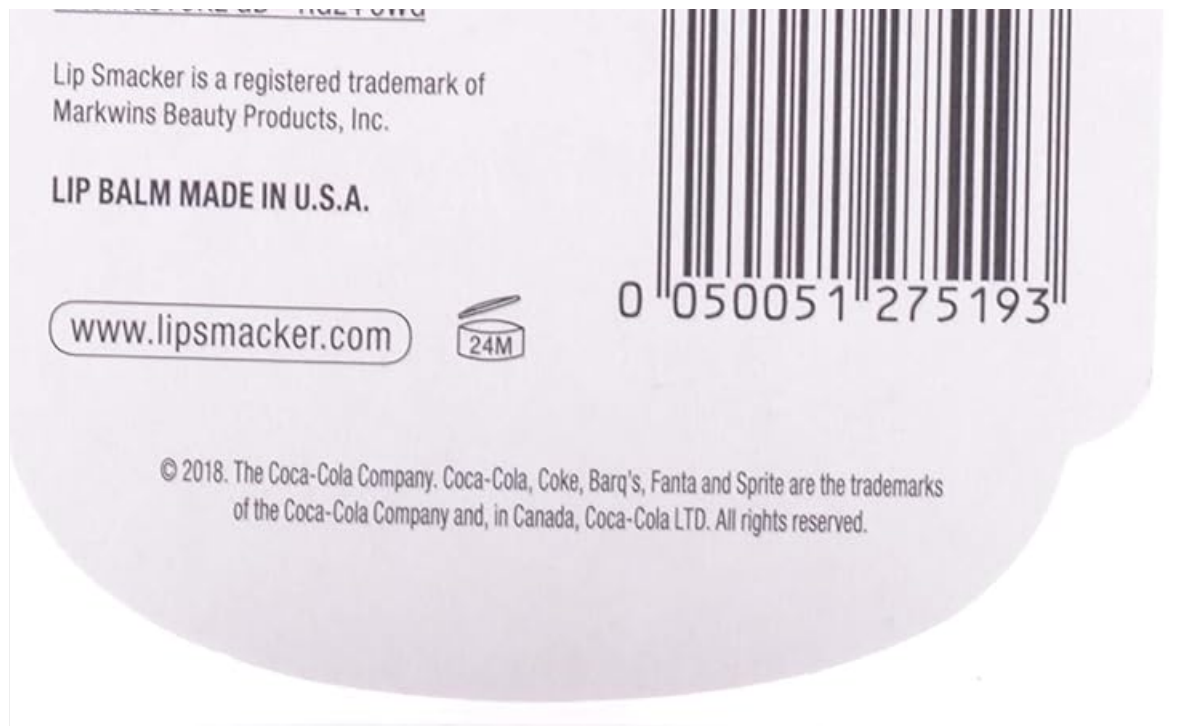 Lip Smacker is a registered trademark of
Markwins Beauty Products, Inc.
LIP BALM MADE IN U.S.A.
www.lipsmacker.com
24M
0 050051 275193
© 2018. The Coca-Cola Company. Coca-Cola, Coke, Barq's, Fanta and Sprite are the trademarks
of the Coca-Cola Company and, in Canada, Coca-Cola LTD. All rights reserved.